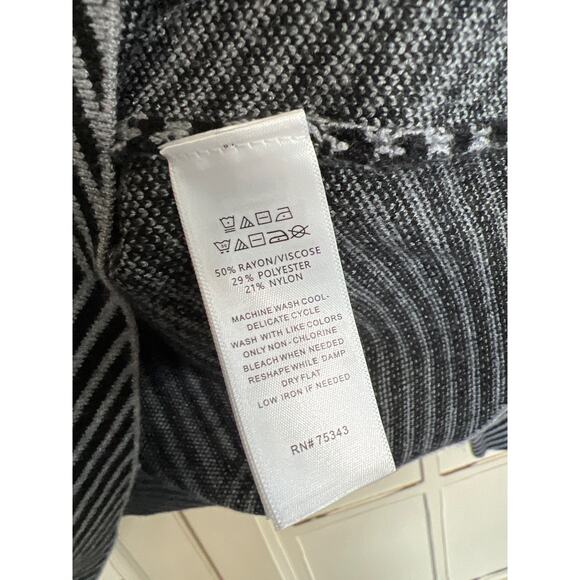 50% RAYON/VISCOSE
29% POLYESTER
21% NYLON
MACHINE WASH COOL-
DELICATE CYCLE
WASH WITH LIKE COLORS
ONLY NON-CHLORINE
BLEACH WHEN NEEDED
RESHAPE WHILE DAMP
DRY FLAT
LOW IRON IF NEEDED
RN# 75343